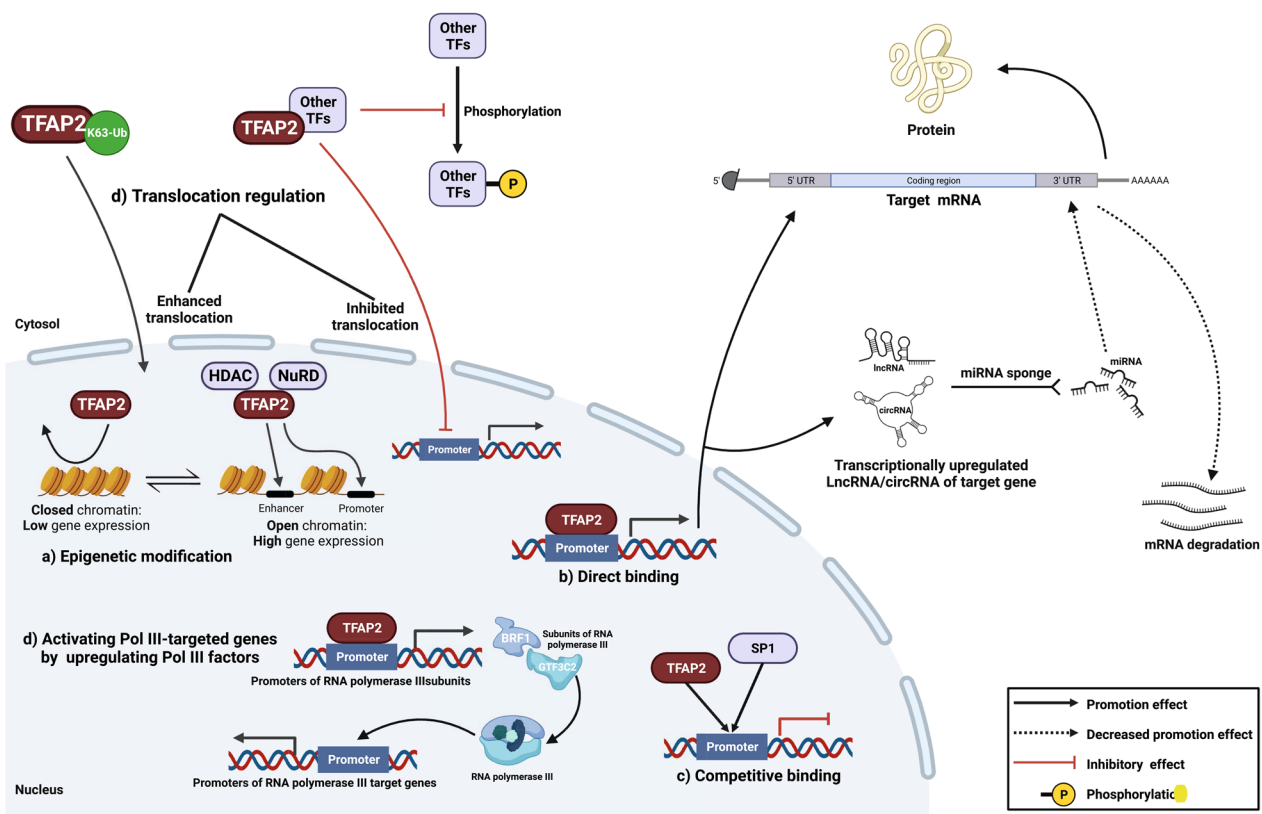 Other
TFs
Phosphorylation
Other
TFs
P
TFAP2
K63-Ub
TFAP2
Other
TFs
d) Translocation regulation
Enhanced
translocation
Inhibited
translocation
Cytosol
Protein
5'
5' UTR
Coding region
3' UTR
AAAAAA
Target mRNA
lncRNA
circRNA
miRNA sponge
miRNA
Transcriptionally upregulated
LncRNA/circRNA of target gene
mRNA degradation
TFAP2
HDAC
NuRD
TFAP2
Closed chromatin:
Low gene expression
Enhancer
Promoter
Open chromatin:
High gene expression
a) Epigenetic modification
Promoter
TFAP2
Promoter
b) Direct binding
d) Activating Pol III-targeted genes
by upregulating Pol III factors
TFAP2
Promoter
Promoters of RNA polymerase IIIsubunits
BRF1
GTF3C2
Subunits of RNA
polymerase III
RNA polymerase III
Promoter
Promoters of RNA polymerase III target genes
TFAP2
SP1
Promoter
c) Competitive binding
Nucleus
Promotion effect
Decreased promotion effect
Inhibitory effect
P
Phosphorylatio